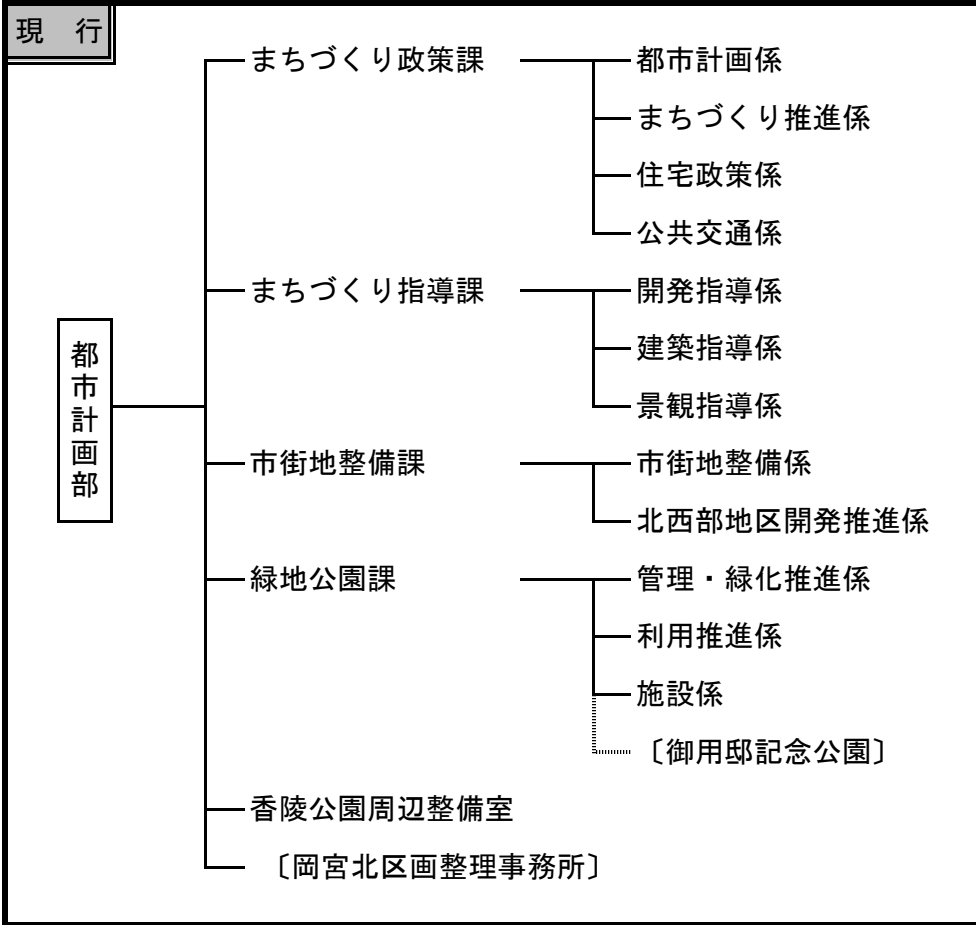 現　行
まちづくり政策課
都市計画係
まちづくり推進係
住宅政策係
公共交通係
まちづくり指導課
開発指導係
建築指導係
景観指導係
都市計画部
市街地整備課
市街地整備係
北西部地区開発推進係
緑地公園課
管理・緑化推進係
利用推進係
施設係
〔御用邸記念公園〕
香陵公園周辺整備室
〔岡宮北区画整理事務所〕